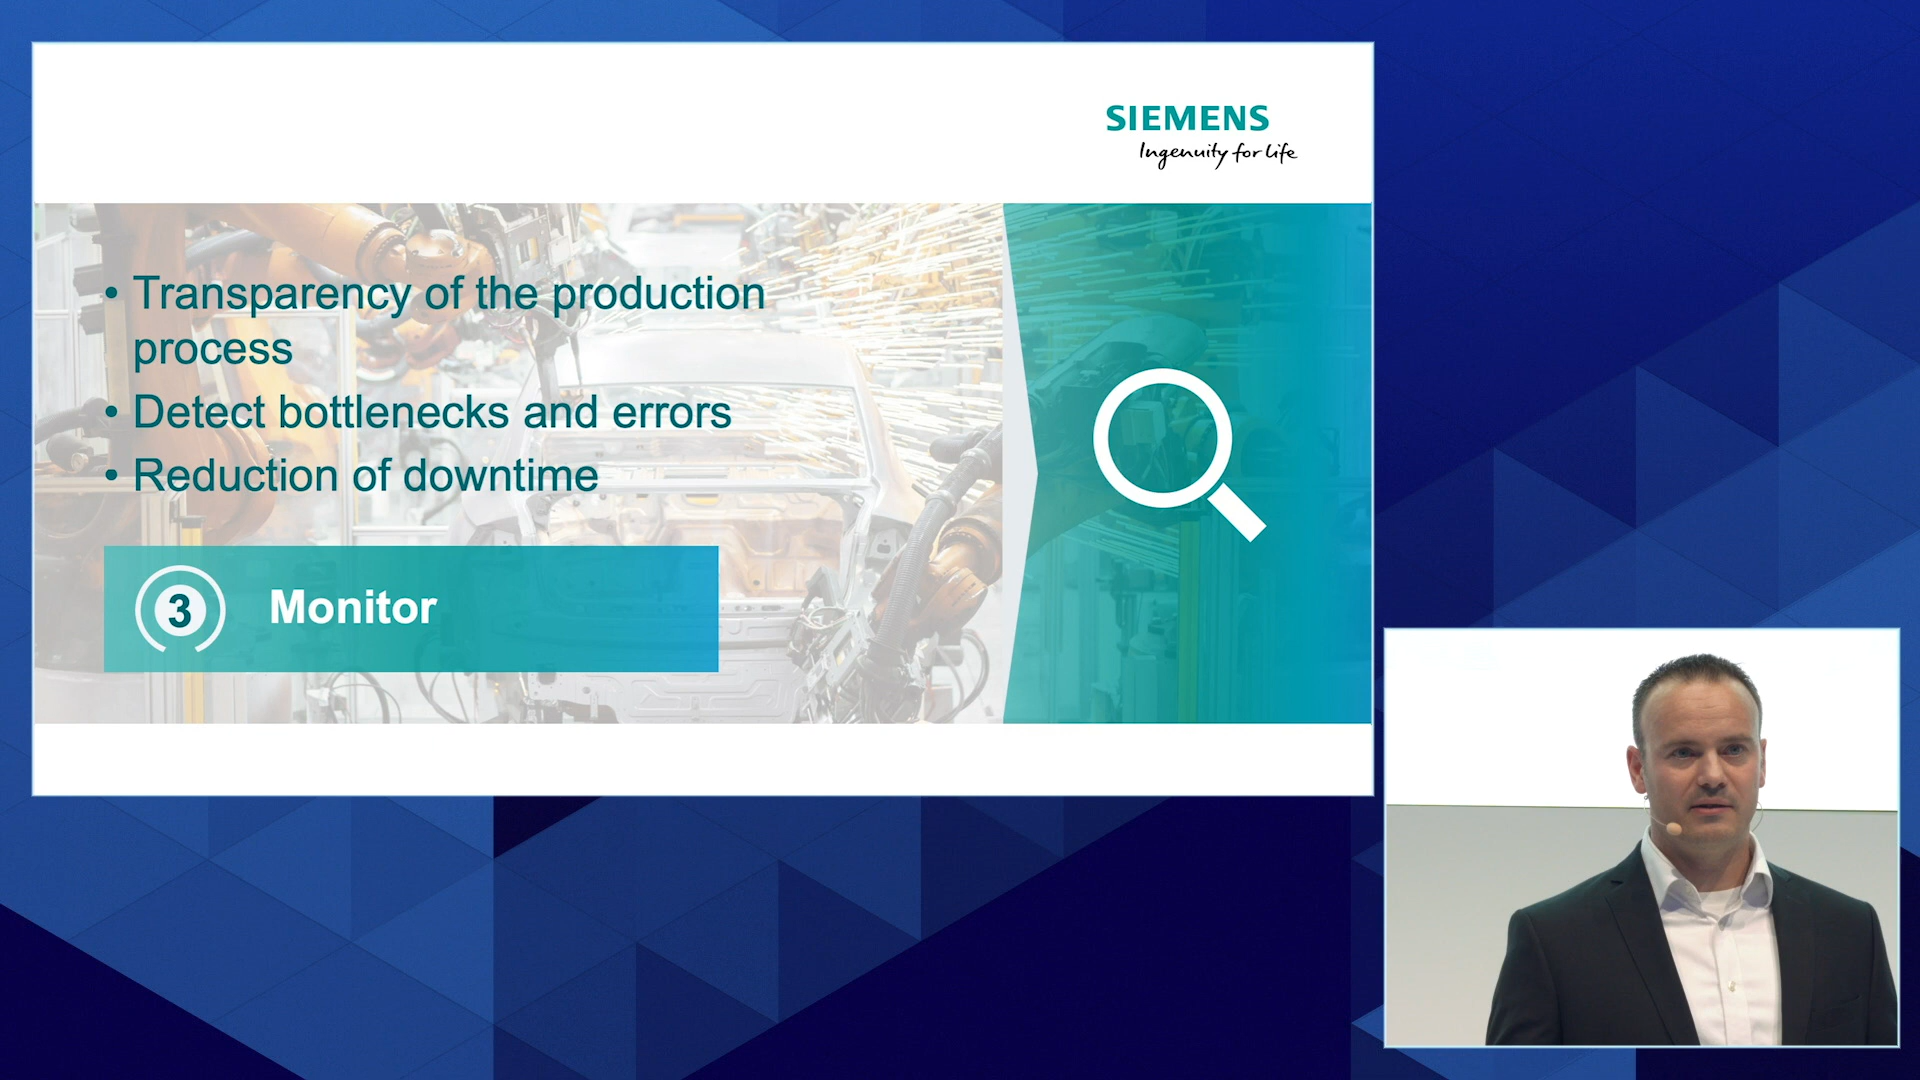 SIEMENS
Ingenuity for life
• Transparency of the production
process
• Detect bottlenecks and errors
• Reduction of downtime
3 Monitor